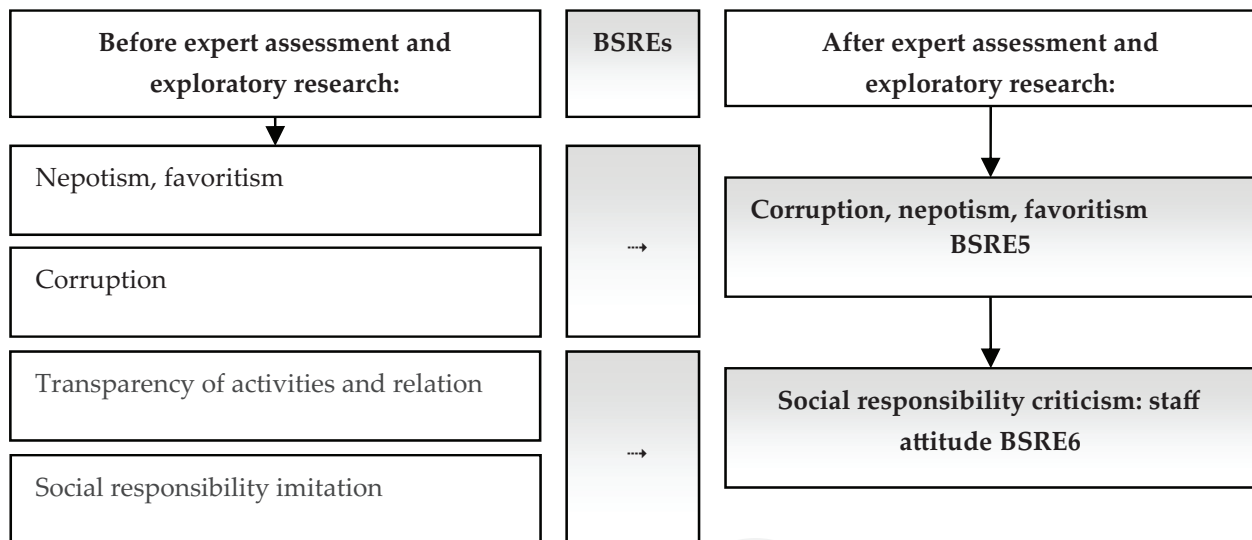 Before expert assessment and
exploratory research:
BSREs
After expert assessment and
exploratory research:
Nepotism, favoritism
Corruption
⤑
Corruption, nepotism, favoritism
BSRE5
Transparency of activities and relation
Social responsibility imitation
⤑
Social responsibility criticism: staff
attitude BSRE6